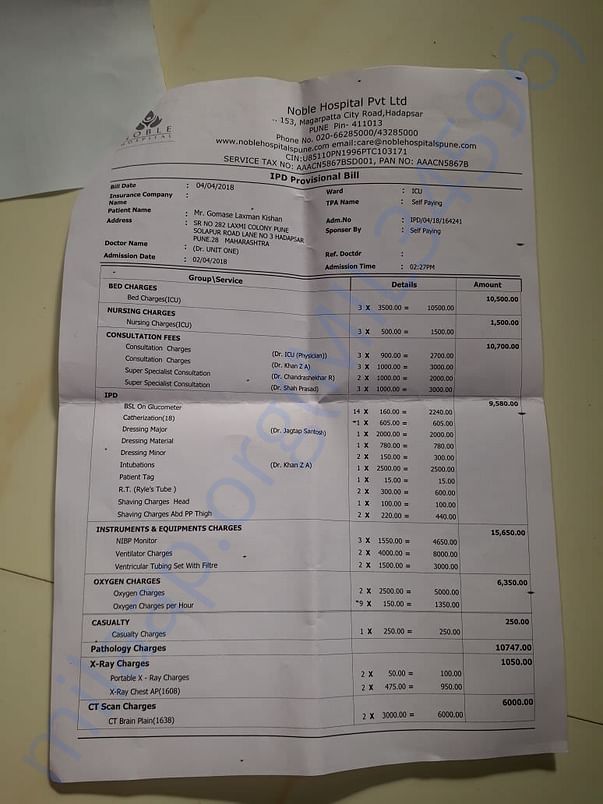 NOBLE
HOSPITAL
Noble Hospital Pvt Ltd
153, Magarpatta City Road,Hadapsar
PUNE Pin- 411013
Phone No. 020-66285000/43285000
www.noblehospitalspune.com email:care@noblehospitalspune.com
CIN:U85110PN1996PTC103171
SERVICE TAX NO: AAACN5867BSD001, PAN NO: AAACN5867B
IPD Provisional Bill
Bill Date : 04/04/2018 Ward : ICU
Insurance Company Name : TPA Name : Self Paying
Patient Name : Mr. Gomase Laxman Kishan Adm.No : IPD/04/18/164241
Address : SR NO 282 LAXMI COLONY PUNE Sponser By : Self Paying
SOLAPUR ROAD LANE NO 3 HADAPSAR
PUNE.28 MAHARASHTRA
Doctor Name : (Dr. UNIT ONE) Ref. Doctdr :
Admission Date : 02/04/2018 Admission Time : 02:27PM
Group\Service Details Amount
BED CHARGES 10,500.00
Bed Charges(ICU) 3 X 3500.00 = 10500.00
NURSING CHARGES 1,500.00
Nursing Charges(ICU) 3 X 500.00 = 1500.00
CONSULTATION FEES 10,700.00
Consultation Charges (Dr. ICU (Physician)) 3 X 900.00 = 2700.00
Consultation Charges (Dr. Khan Z A) 3 X 1000.00 = 3000.00
Super Specialist Consultation (Dr. Chandrashekhar R) 2 X 1000.00 = 2000.00
Super Specialist Consultation (Dr. Shah Prasad) 3 X 1000.00 = 3000.00
IPD 9,580.00
BSL On Glucometer 14 X 160.00 = 2240.00
Catherization(18) 1 X 605.00 = 605.00
Dressing Major (Dr. Jagtap Santosh) 1 X 2000.00 = 2000.00
Dressing Material 1 X 780.00 = 780.00
Dressing Minor 2 X 150.00 = 300.00
Intubations (Dr. Khan Z A) 1 X 2500.00 = 2500.00
Patient Tag 1 X 15.00 = 15.00
R.T. (Ryle's Tube ) 2 X 300.00 = 600.00
Shaving Charges Head 1 X 100.00 = 100.00
Shaving Charges Abd PP Thigh 2 X 220.00 = 440.00
INSTRUMENTS & EQUIPMENTS CHARGES 15,650.00
NIBP Monitor 3 X 1550.00 = 4650.00
Ventilator Charges 2 X 4000.00 = 8000.00
Ventricular Tubing Set With Filtre 2 X 1500.00 = 3000.00
OXYGEN CHARGES 6,350.00
Oxygen Charges 2 X 2500.00 = 5000.00
Oxygen Charges per Hour 9 X 150.00 = 1350.00
CASUALTY 250.00
Casualty Charges 1 X 250.00 = 250.00
Pathology Charges 10747.00
X-Ray Charges 1050.00
Portable X - Ray Charges 2 X 50.00 = 100.00
X-Ray Chest AP(1608) 2 X 475.00 = 950.00
CT Scan Charges 6000.00
CT Brain Plain(1638) 2 X 3000.00 = 6000.00